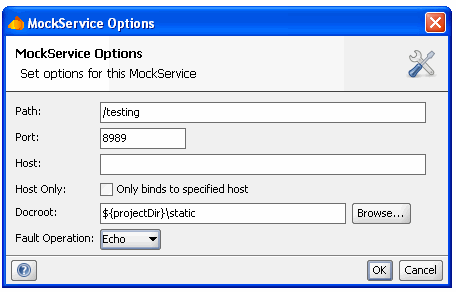 MockService Options
MockService Options
Set options for this MockService
Path: /testing
Port: 8989
Host:
Host Only: Only binds to specified host
Docroot: ${projectDir}\static Browse...
Fault Operation: Echo
? OK Cancel